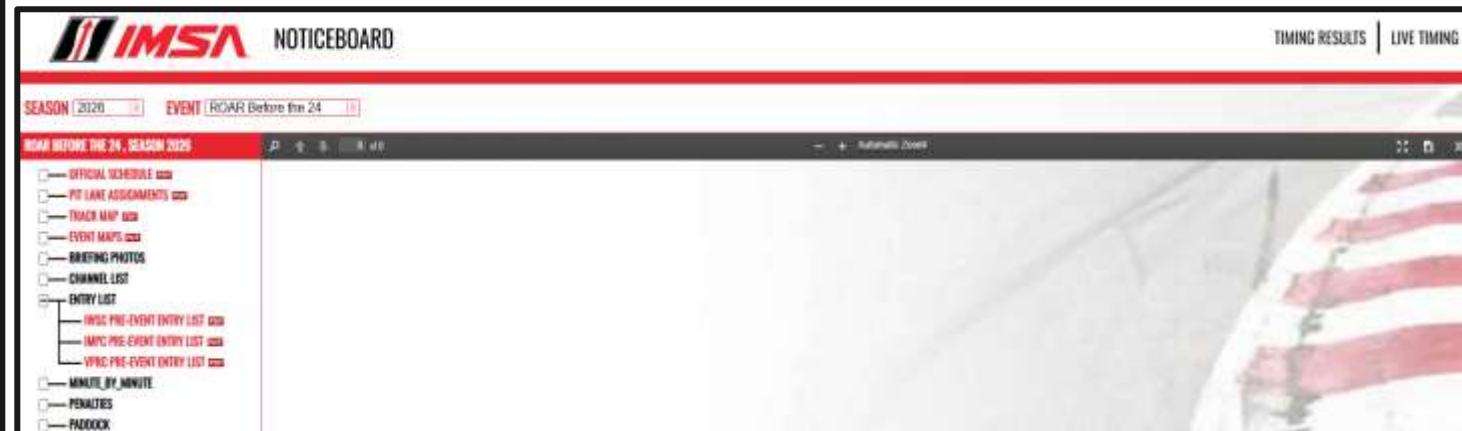 IMSA NOTICEBOARD TIMING RESULTS LIVE TIMING
SEASON 2026 EVENT ROAR Before the 24
ROAR BEFORE THE 24 , SEASON 2026
of 0 Automatic Zoom
OFFICIAL SCHEDULE
PIT LANE ASSIGNMENTS
TRACK MAP
EVENT MAPS
BRIEFING PHOTOS
CHANNEL LIST
ENTRY LIST
IWSC PRE-EVENT ENTRY LIST
IMPC PRE-EVENT ENTRY LIST
VPRC PRE-EVENT ENTRY LIST
MINUTE_BY_MINUTE
PENALTIES
PADDOCK